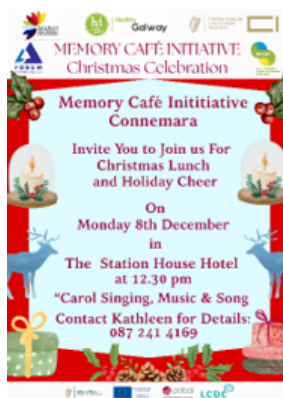 Healthy
Galway
FORUM
MEMORY CAFÉ INITIATIVE
Christmas Celebration
Memory Café Inititiative
Connemara
Invite You to Join us For
Christmas Lunch
and Holiday Cheer
On
Monday 8th December
in
The Station House Hotel
at 12.30 pm
"Carol Singing, Music & Song
Contact Kathleen for Details:
087 241 4169
pobal
LCDC